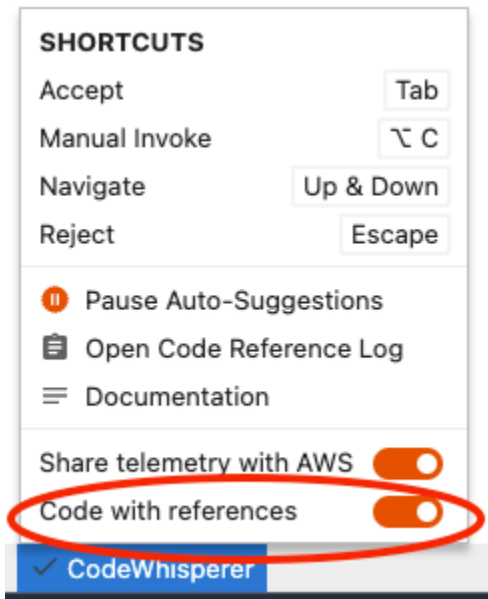 SHORTCUTS
Accept Tab
Manual Invoke ⌥ C
Navigate Up & Down
Reject Escape
Pause Auto-Suggestions
Open Code Reference Log
Documentation
Share telemetry with AWS
Code with references
✓ CodeWhisperer